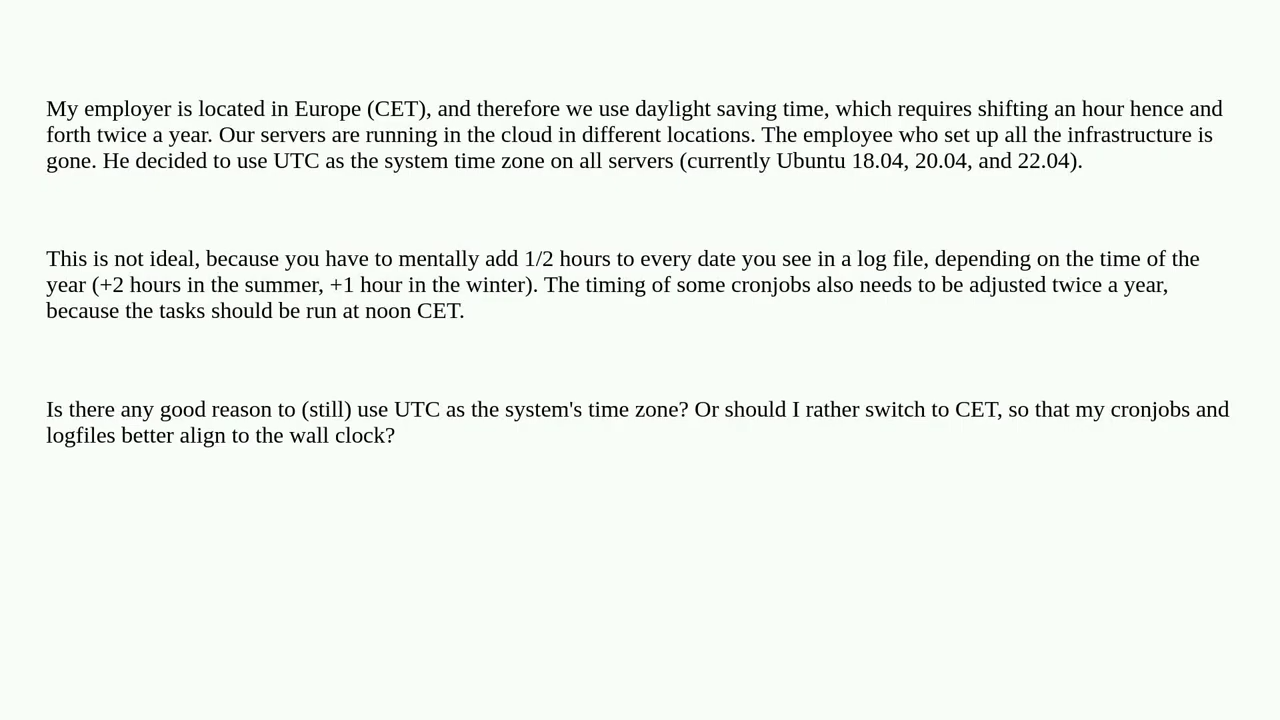 My employer is located in Europe (CET), and therefore we use daylight saving time, which requires shifting an hour hence and
forth twice a year. Our servers are running in the cloud in different locations. The employee who set up all the infrastructure is
gone. He decided to use UTC as the system time zone on all servers (currently Ubuntu 18.04, 20.04, and 22.04).
This is not ideal, because you have to mentally add 1/2 hours to every date you see in a log file, depending on the time of the
year (+2 hours in the summer, +1 hour in the winter). The timing of some cronjobs also needs to be adjusted twice a year,
because the tasks should be run at noon CET.
Is there any good reason to (still) use UTC as the system's time zone? Or should I rather switch to CET, so that my cronjobs and
logfiles better align to the wall clock?